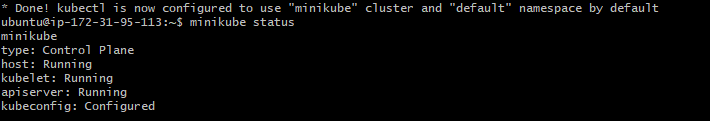 * Done! kubectl is now configured to use "minikube" cluster and "default" namespace by default
ubuntu@ip-172-31-95-113:~$ minikube status
minikube
type: Control Plane
host: Running
kubelet: Running
apiserver: Running
kubeconfig: Configured